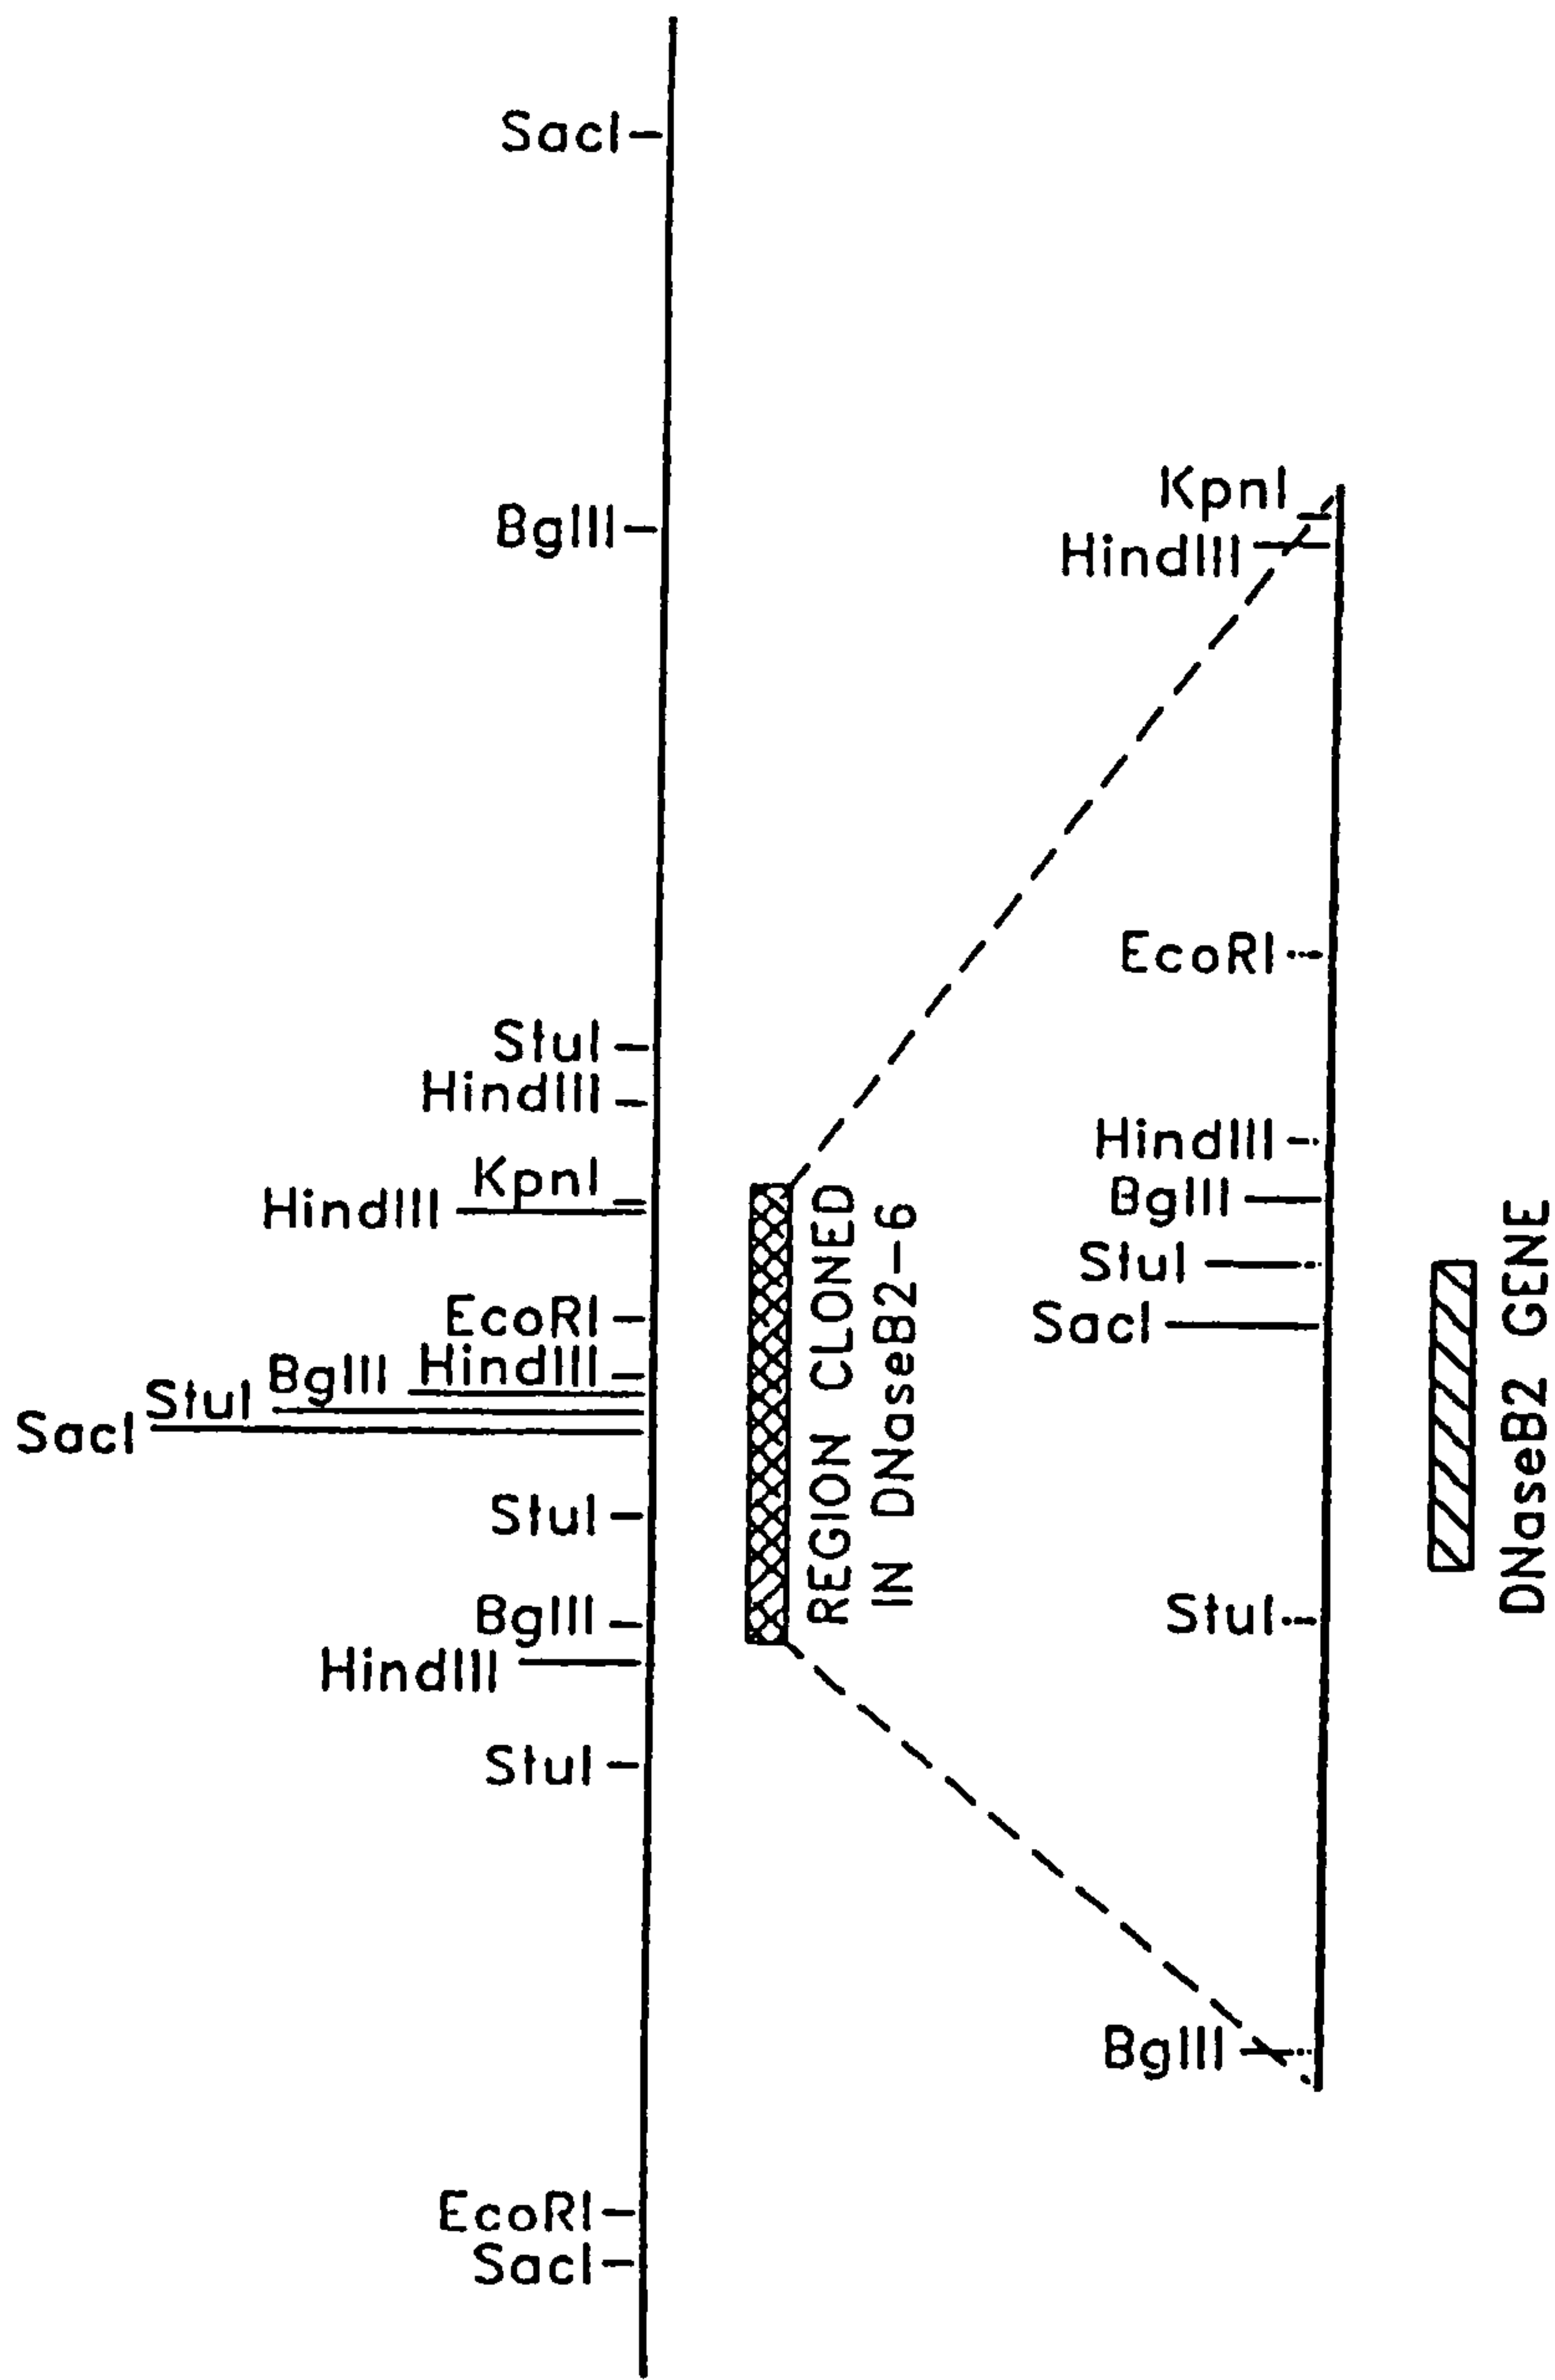 SacI
BglII
StuI
HindIII
KpnI
HindIII
EcoRI
HindIII
BglII
StuI
SacI
StuI
BglII
HindIII
StuI
EcoRI
SacI
REGION CLONED
IN DNaseB2-6
KpnI
HindIII
EcoRI
HindIII
BglII
StuI
SacI
StuI
BglII
DNaseB2 GENE